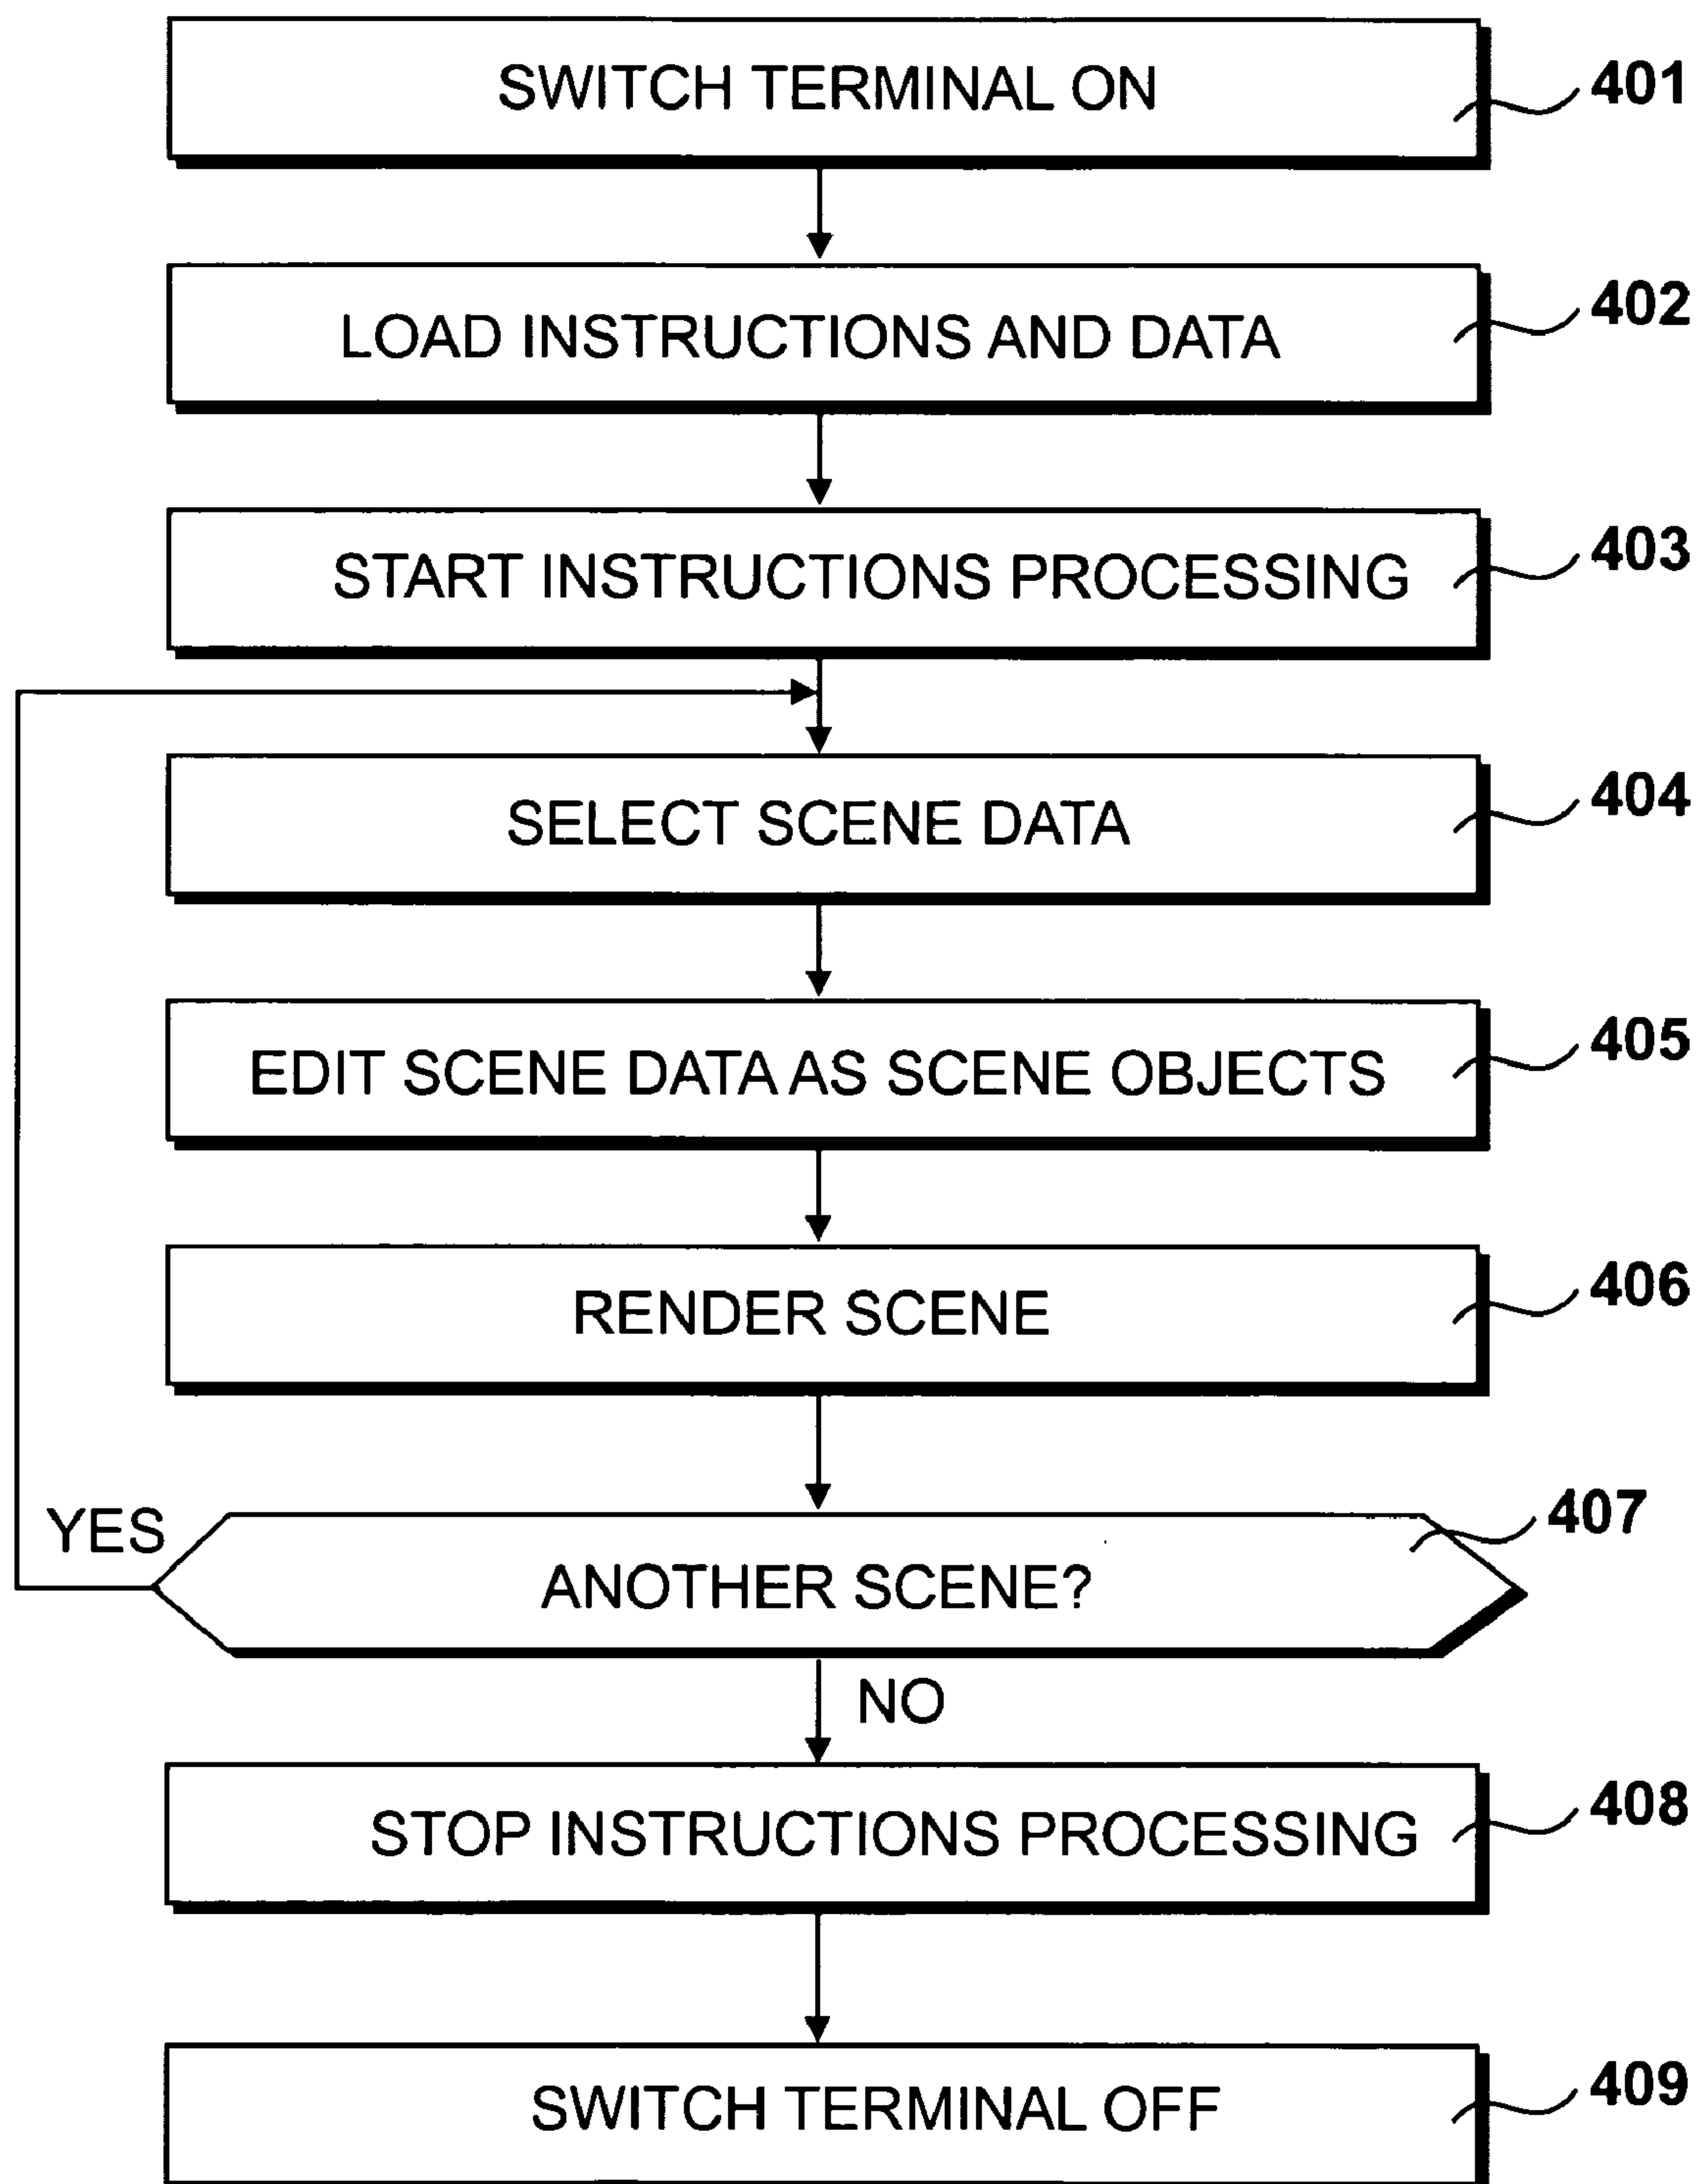 SWITCH TERMINAL ON
401
LOAD INSTRUCTIONS AND DATA
402
START INSTRUCTIONS PROCESSING
403
SELECT SCENE DATA
404
EDIT SCENE DATA AS SCENE OBJECTS
405
RENDER SCENE
406
YES
ANOTHER SCENE?
407
NO
STOP INSTRUCTIONS PROCESSING
408
SWITCH TERMINAL OFF
409